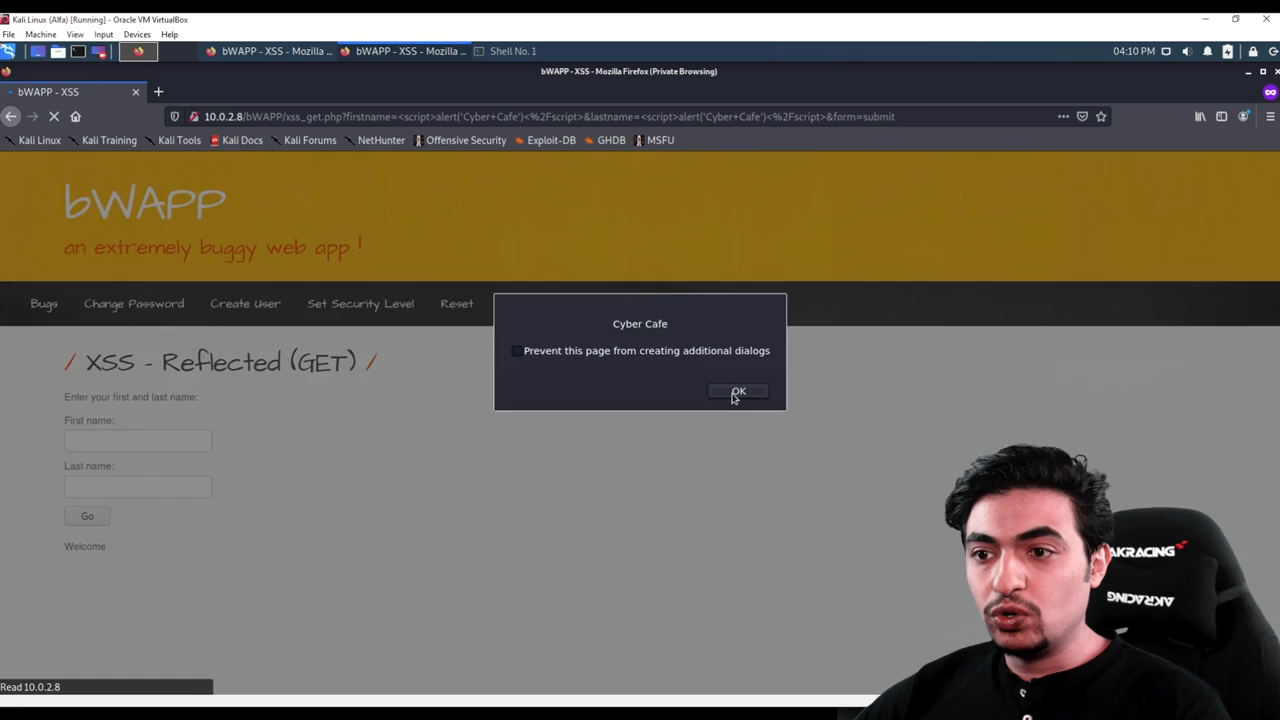 Kali Linux (Alfa) [Running] - Oracle VM VirtualBox
File Machine View Input Devices Help
bWAPP - XSS - Mozilla ... bWAPP - XSS - Mozilla ... Shell No. 1 04:10 PM
bWAPP - XSS - Mozilla Firefox (Private Browsing)
bWAPP - XSS
10.0.2.8/bWAPP/xss_get.php?firstname=<script>alert('Cyber+Cafe')<%2Fscript>&lastname=<script>alert('Cyber+Cafe')<%2Fscript>&form=submit
Kali Linux Kali Training Kali Tools Kali Docs Kali Forums NetHunter Offensive Security Exploit-DB GHDB MSFU
bWAPP
an extremely buggy web app !
Bugs Change Password Create User Set Security Level Reset
Cyber Cafe
Prevent this page from creating additional dialogs
OK
/ XSS - Reflected (GET) /
Enter your first and last name:
First name:
Last name:
Go
Welcome
AKRACING
AKRACING
Read 10.0.2.8